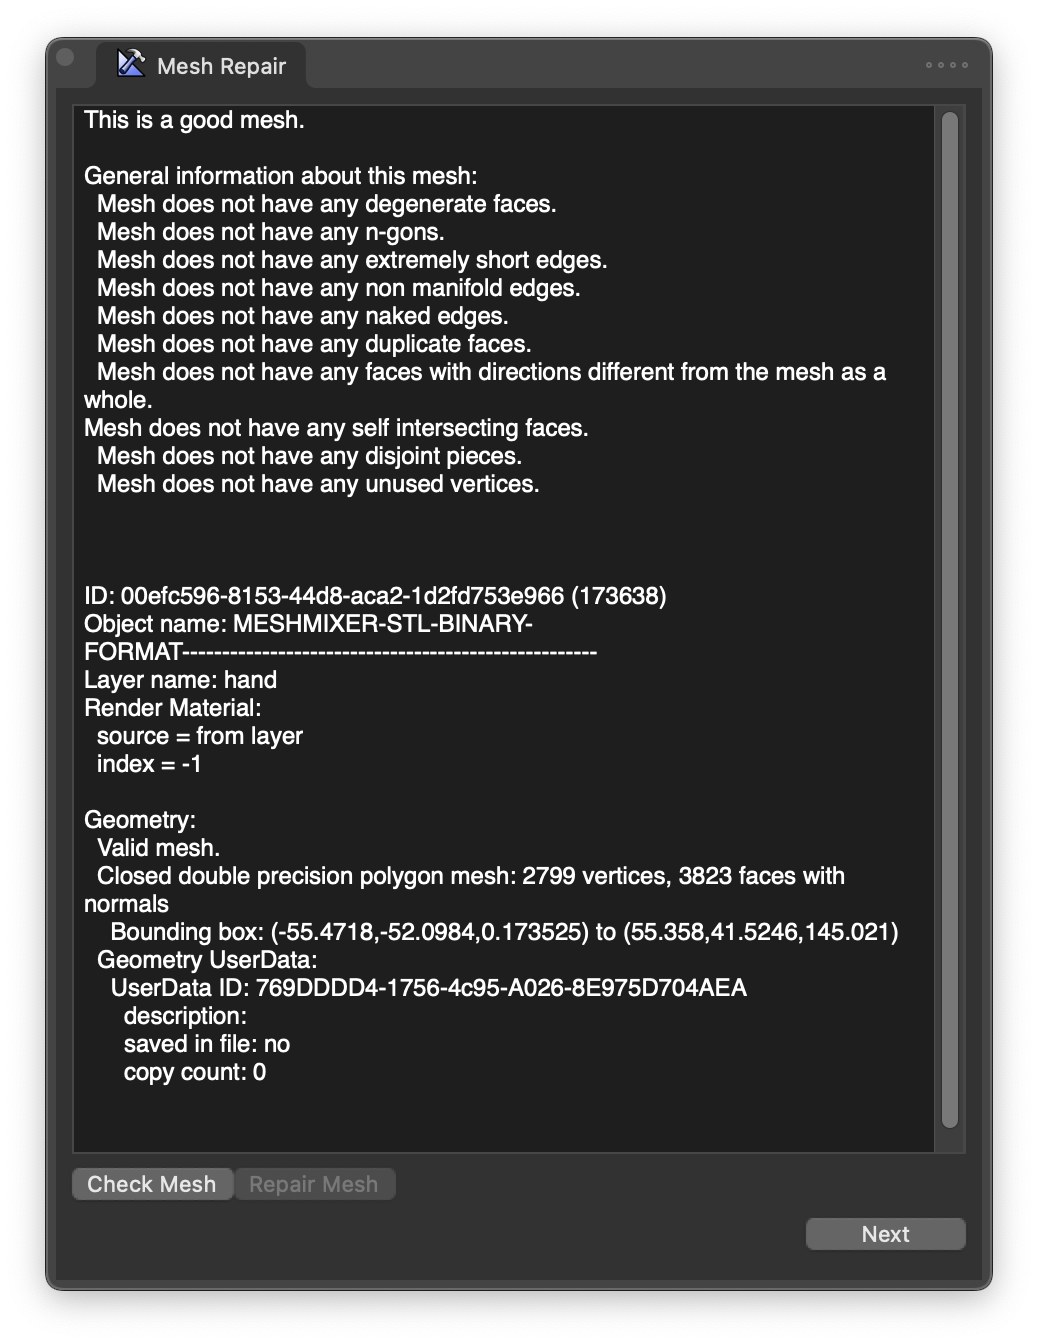 Mesh Repair
This is a good mesh.
General information about this mesh:
Mesh does not have any degenerate faces.
Mesh does not have any n-gons.
Mesh does not have any extremely short edges.
Mesh does not have any non manifold edges.
Mesh does not have any naked edges.
Mesh does not have any duplicate faces.
Mesh does not have any faces with directions different from the mesh as a
whole.
Mesh does not have any self intersecting faces.
Mesh does not have any disjoint pieces.
Mesh does not have any unused vertices.
ID: 00efc596-8153-44d8-aca2-1d2fd753e966 (173638)
Object name: MESHMIXER-STL-BINARY-
FORMAT----------------------------------------------------
Layer name: hand
Render Material:
source = from layer
index = -1
Geometry:
Valid mesh.
Closed double precision polygon mesh: 2799 vertices, 3823 faces with
normals
Bounding box: (-55.4718,-52.0984,0.173525) to (55.358,41.5246,145.021)
Geometry UserData:
UserData ID: 769DDDD4-1756-4c95-A026-8E975D704AEA
description:
saved in file: no
copy count: 0
Check Mesh
Repair Mesh
Next